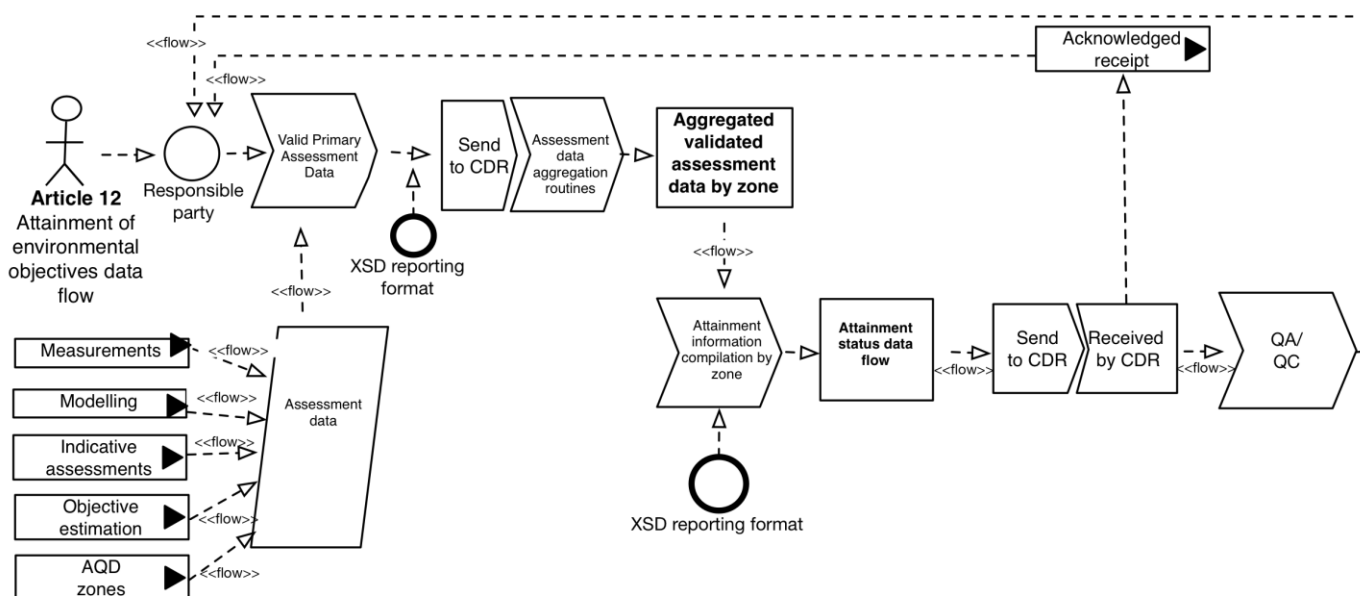 <<flow>>
<<flow>>
Acknowledged
receipt
Article 12
Attainment of
environmental
objectives data
flow
Responsible
party
Valid Primary
Assessment
Data
XSD reporting
format
Send
to CDR
Assessment
data
aggregation
routines
Aggregated
validated
assessment
data by zone
<<flow>>
<<flow>>
Measurements
<<flow>>
Modelling
<<flow>>
Indicative
assessments
<<flow>>
Objective
estimation
<<flow>>
AQD
zones
<<flow>>
Assessment
data
Attainment
information
compilation by
zone
XSD reporting format
Attainment
status data
flow
<<flow>>
Send
to CDR
Received
by CDR
<<flow>>
QA/
QC